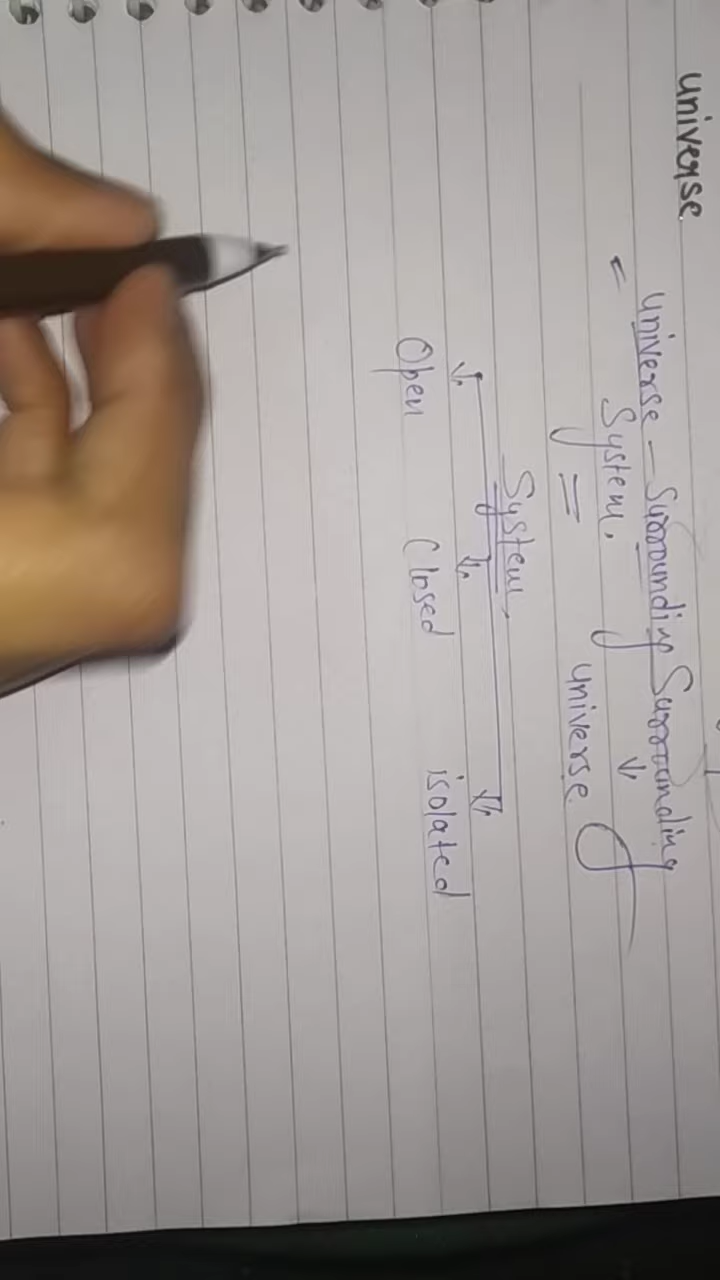 universe
= universe - Surrounding Surrounding
System,
= universe
System,
Open Closed isolated